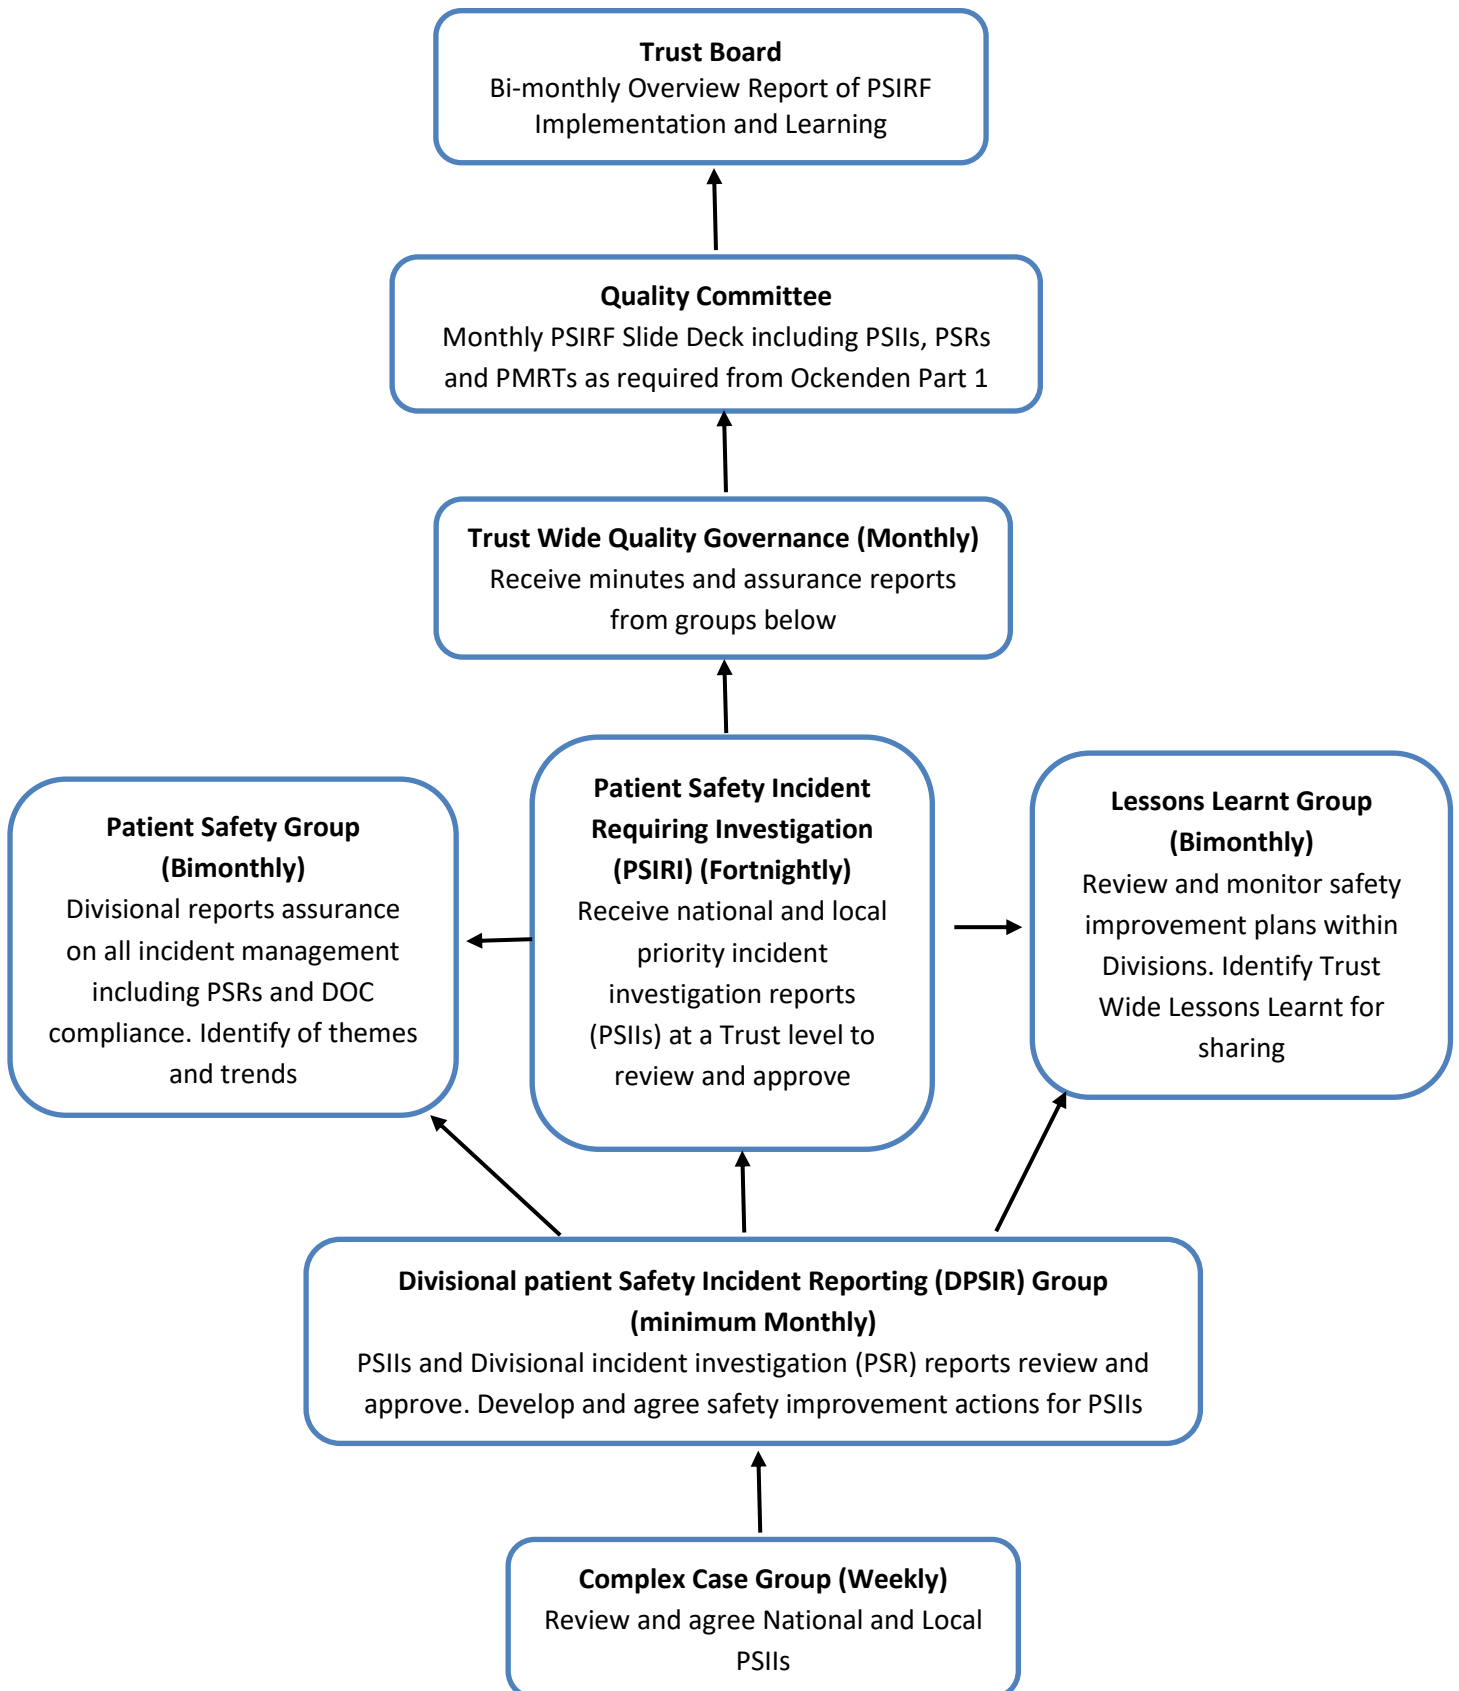 Trust Board
Bi-monthly Overview Report of PSIRF
Implementation and Learning
Quality Committee
Monthly PSIRF Slide Deck including PSIIs, PSRs
and PMRTs as required from Ockenden Part 1
Trust Wide Quality Governance (Monthly)
Receive minutes and assurance reports
from groups below
Patient Safety Group
(Bimonthly)
Divisional reports assurance
on all incident management
including PSRs and DOC
compliance. Identify of themes
and trends
Patient Safety Incident
Requiring Investigation
(PSIRI) (Fortnightly)
Receive national and local
priority incident
investigation reports
(PSIIs) at a Trust level to
review and approve
Lessons Learnt Group
(Bimonthly)
Review and monitor safety
improvement plans within
Divisions. Identify Trust
Wide Lessons Learnt for
sharing
Divisional patient Safety Incident Reporting (DPSIR) Group
(minimum Monthly)
PSIIs and Divisional incident investigation (PSR) reports review and
approve. Develop and agree safety improvement actions for PSIIs
Complex Case Group (Weekly)
Review and agree National and Local
PSIIs